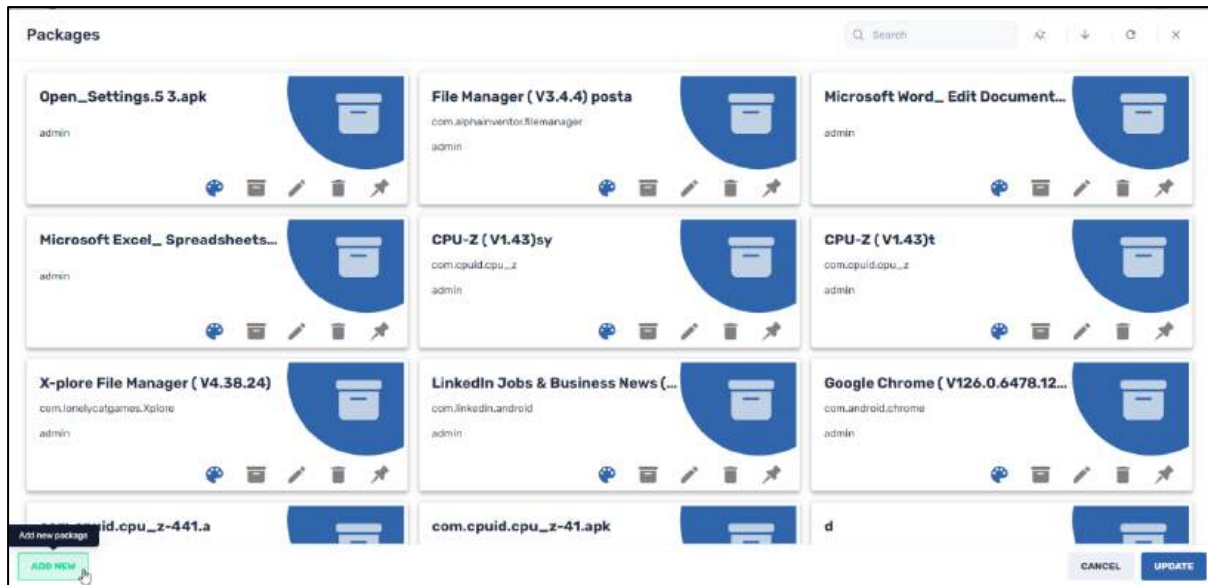 Packages
Search
Open_Settings.5 3.apk
admin
File Manager ( V3.4.4) posta
com.alphainventor.filemanager
admin
Microsoft Word_ Edit Document...
admin
Microsoft Excel_ Spreadsheets...
admin
CPU-Z ( V1.43)sy
com.cpuid.cpu_z
admin
CPU-Z ( V1.43)t
com.cpuid.cpu_z
admin
X-plore File Manager ( V4.38.24)
com.lonelycatgames.Xplore
admin
LinkedIn Jobs & Business News (...
com.linkedin.android
admin
Google Chrome ( V126.0.6478.12...
com.android.chrome
admin
com.cpuid.cpu_z-441.a
com.cpuid.cpu_z-41.apk
d
Add new package
ADD NEW
CANCEL
UPDATE